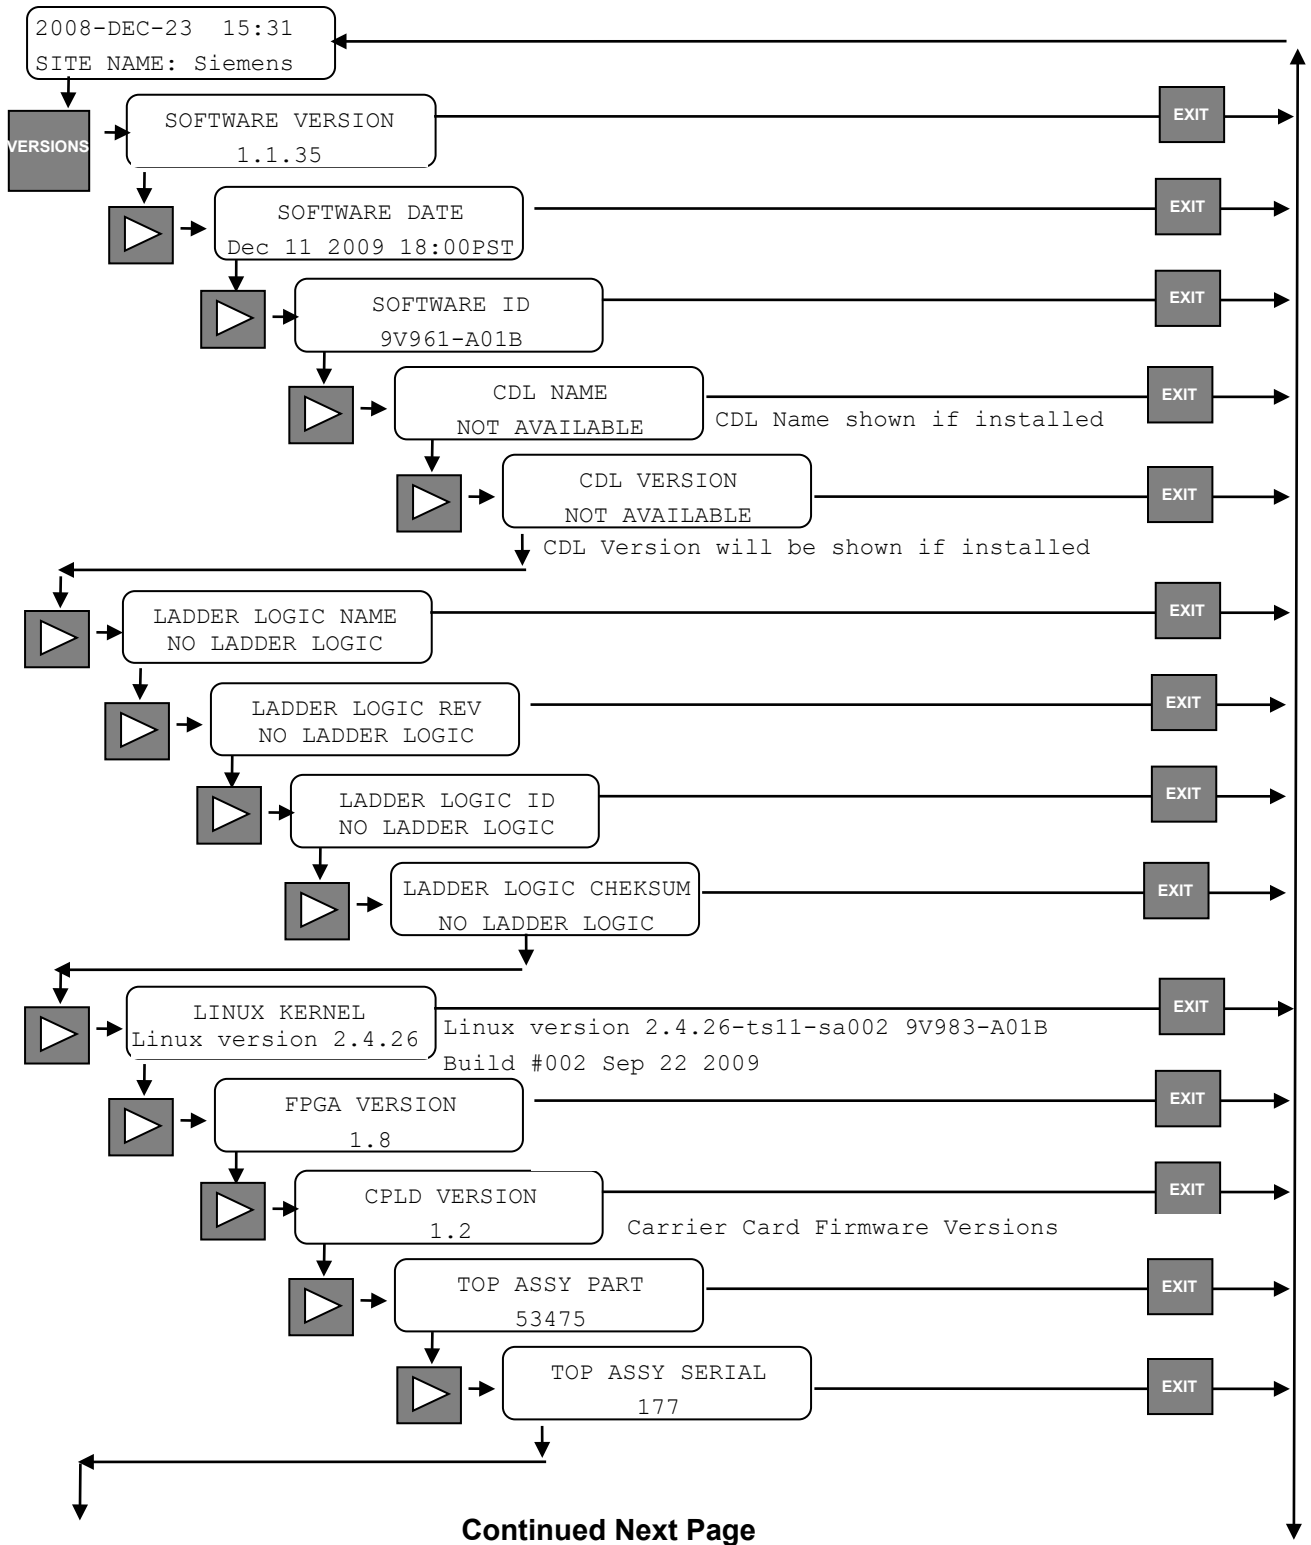 2008-DEC-23  15:31
SITE NAME: Siemens
VERSIONS
SOFTWARE VERSION
1.1.35
EXIT
SOFTWARE DATE
Dec 11 2009 18:00PST
EXIT
SOFTWARE ID
9V961-A01B
EXIT
CDL NAME
NOT AVAILABLE
CDL Name shown if installed
EXIT
CDL VERSION
NOT AVAILABLE
EXIT
CDL Version will be shown if installed
LADDER LOGIC NAME
NO LADDER LOGIC
EXIT
LADDER LOGIC REV
NO LADDER LOGIC
EXIT
LADDER LOGIC ID
NO LADDER LOGIC
EXIT
LADDER LOGIC CHEKSUM
NO LADDER LOGIC
EXIT
LINUX KERNEL
Linux version 2.4.26
EXIT
Linux version 2.4.26-ts11-sa002 9V983-A01B
Build #002 Sep 22 2009
FPGA VERSION
1.8
EXIT
CPLD VERSION
1.2
EXIT
Carrier Card Firmware Versions
TOP ASSY PART
53475
EXIT
TOP ASSY SERIAL
177
EXIT
Continued Next Page